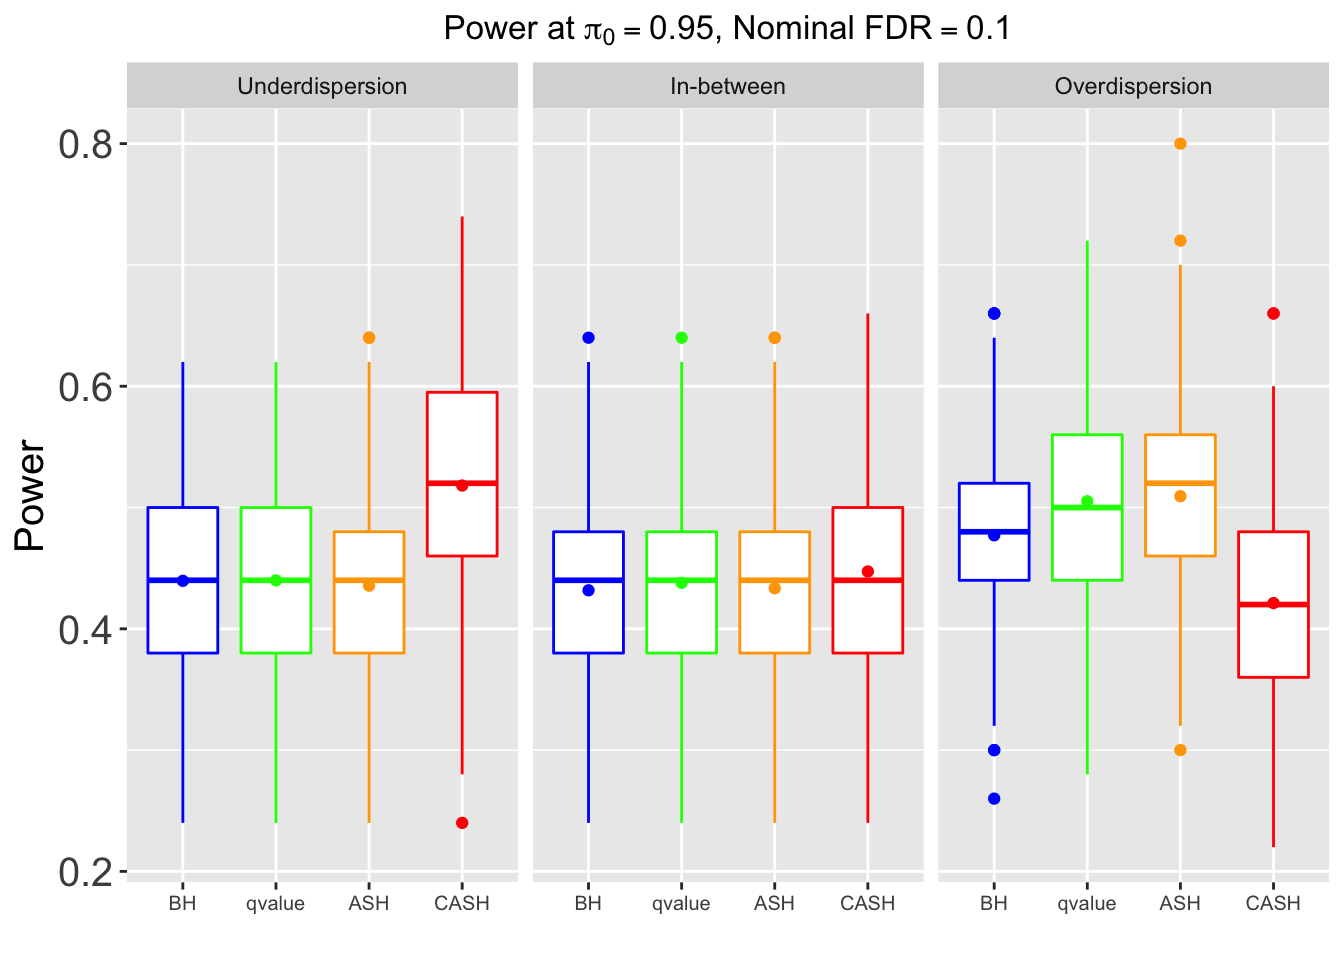 Power at π₀ = 0.95, Nominal FDR = 0.1
Underdispersion In-between Overdispersion
0.8
0.6
Power
0.4
0.2
BH qvalue ASH CASH BH qvalue ASH CASH BH qvalue ASH CASH